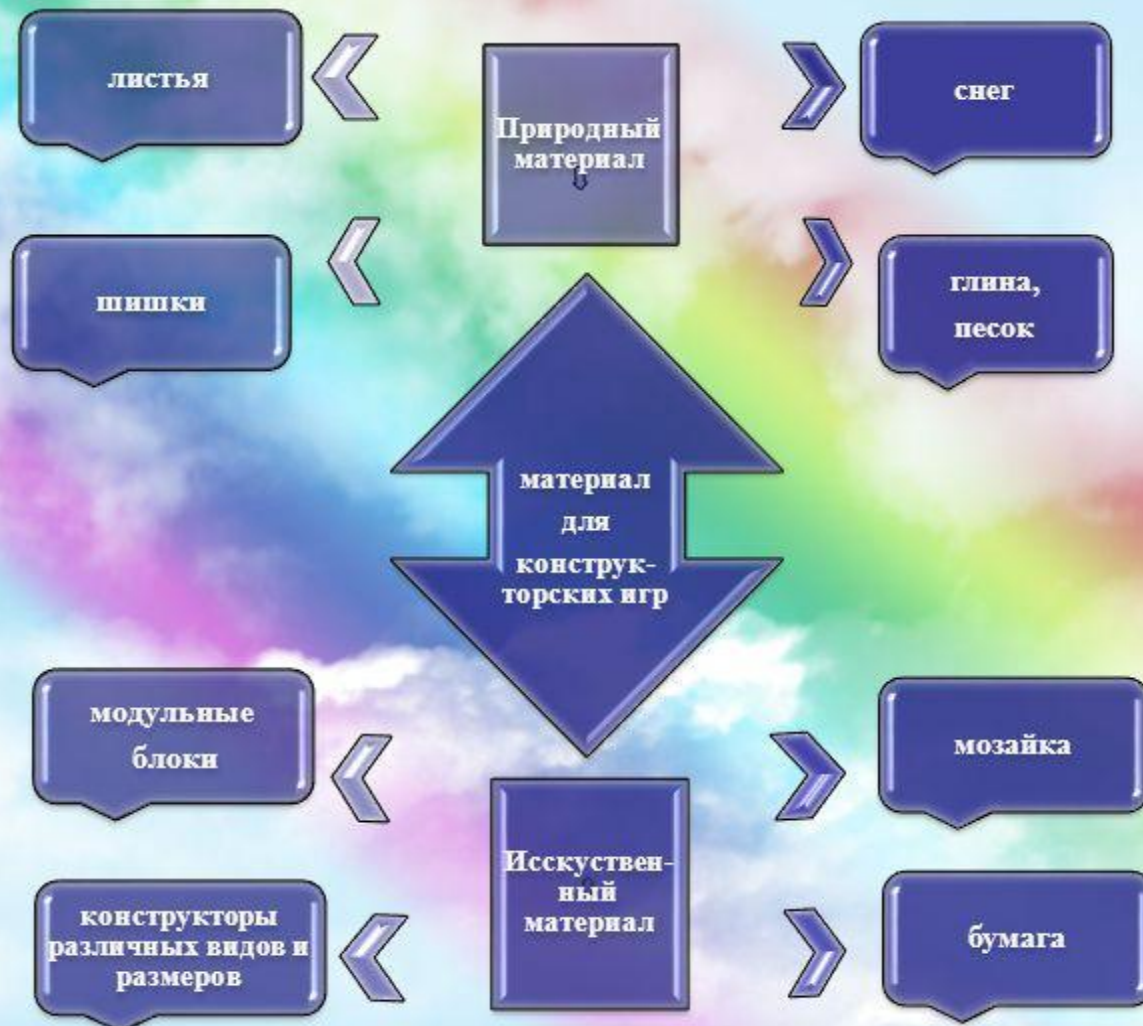 листья
Природный
материал
снег
шишки
глина,
песок
материал
для
конструк-
торских игр
модульные
блоки
мозайка
Исскуствен-
ный
материал
конструкторы
различных видов и
размеров
бумага